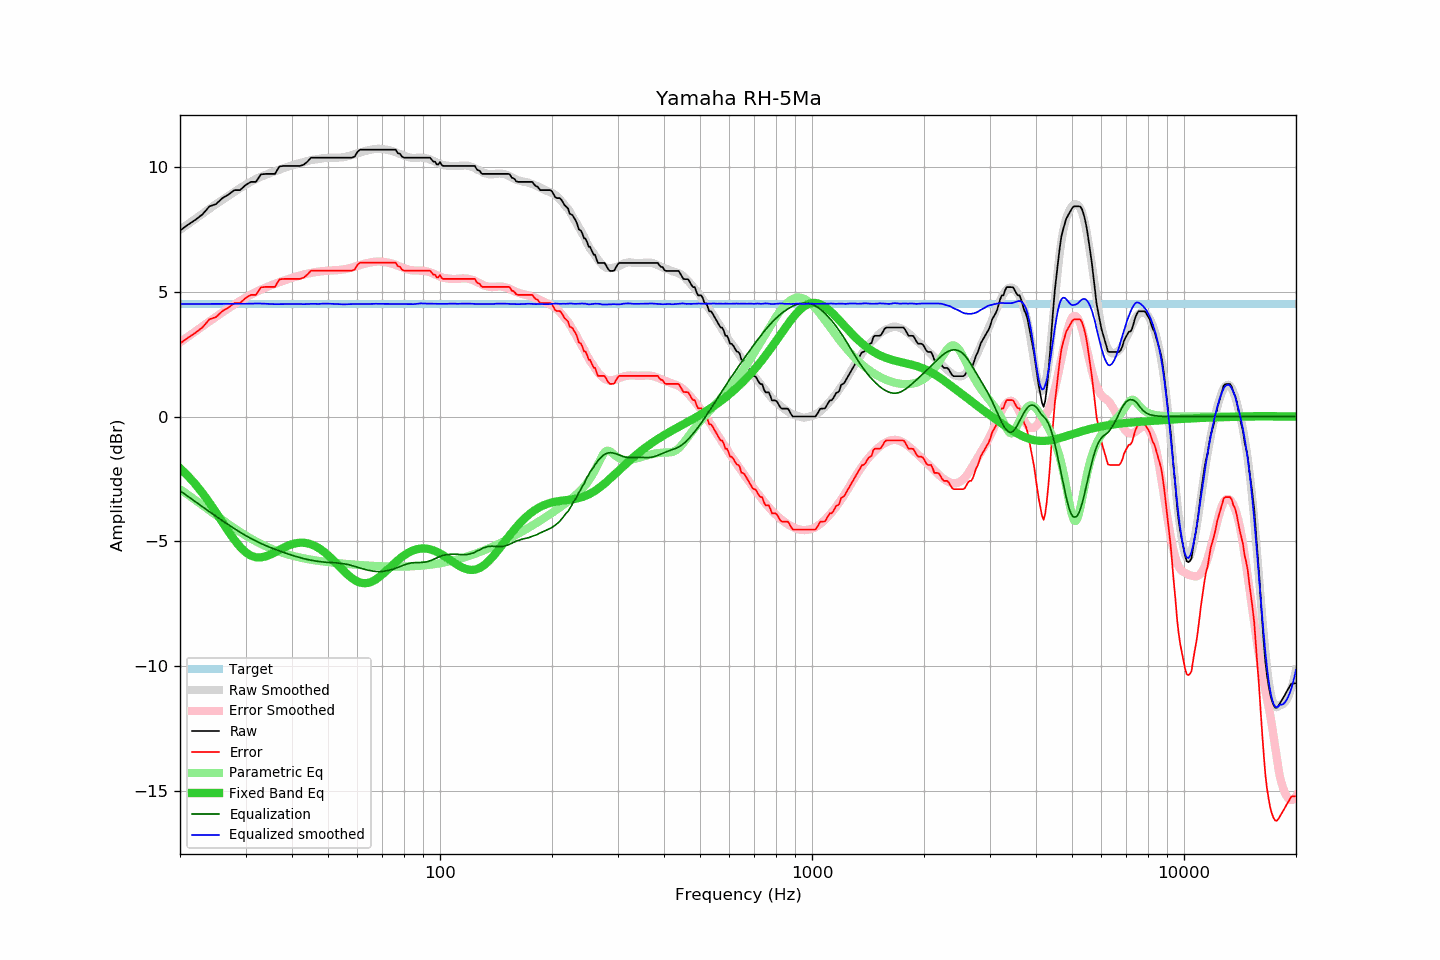 Yamaha RH-5Ma
10
5
0
−5
−10
−15
Amplitude (dBr)
Target
Raw Smoothed
Error Smoothed
Raw
Error
Parametric Eq
Fixed Band Eq
Equalization
Equalized smoothed
100 1000 10000
Frequency (Hz)